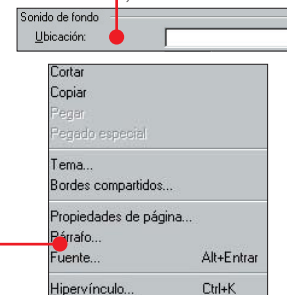 Sonido de fondo
Ubicación:
Cortar
Copiar
Pegar
Pegado especial
Tema...
Bordes compartidos...
Propiedades de página...
Párrafo...
Fuente... Alt+Entrar
Hipervínculo... Ctrl+K